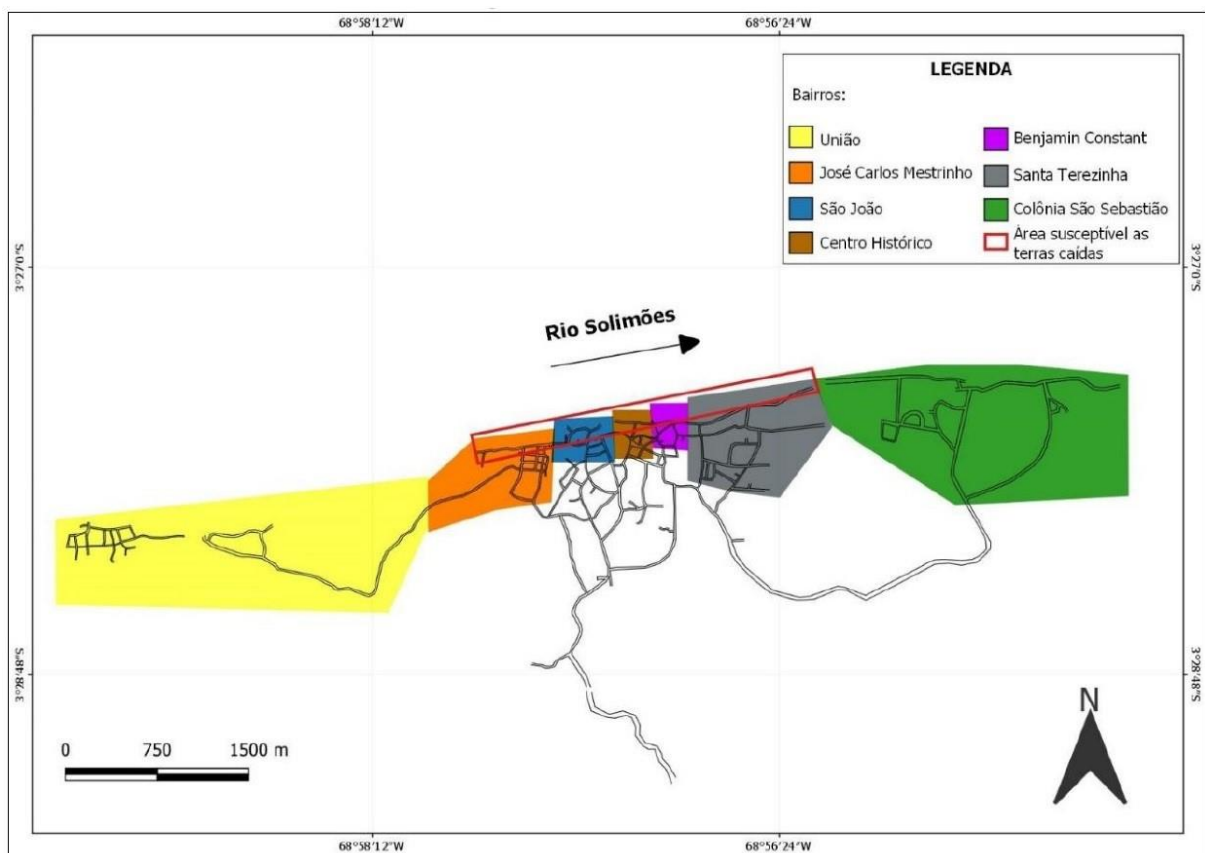 68°58'12"W
68°56'24"W
LEGENDA
Bairros:
União
José Carlos Mestrinho
São João
Centro Histórico
Benjamin Constant
Santa Terezinha
Colônia São Sebastião
Área susceptível as
terras caídas
3°27'0"S
3°27'0"S
Rio Solimões
3°28'48"S
3°28'48"S
N
0 750 1500 m
68°58'12"W
68°56'24"W